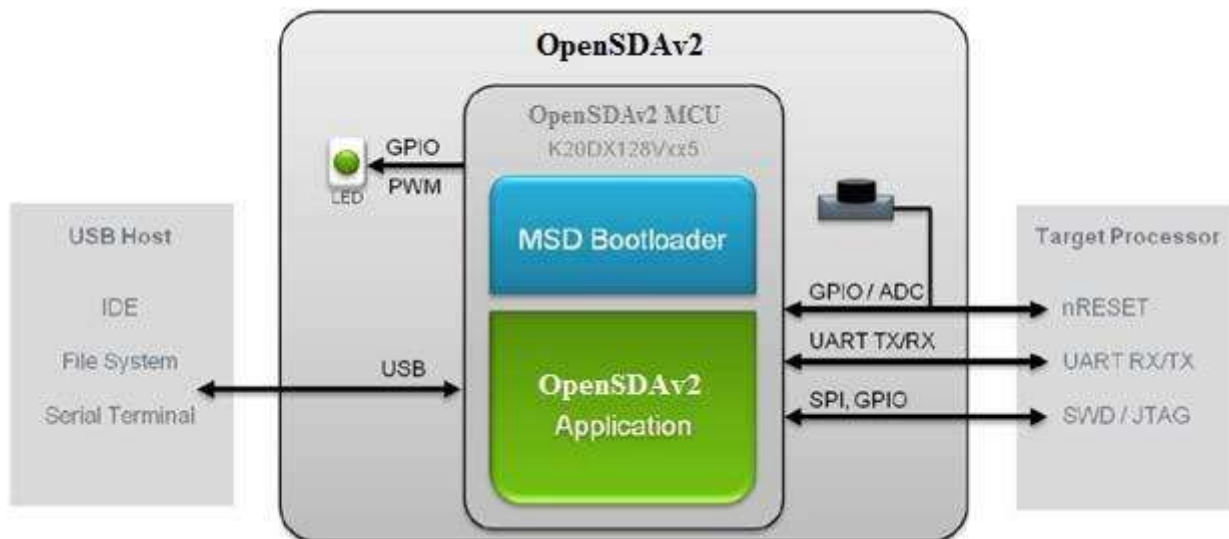 OpenSDAv2
OpenSDAv2 MCU
K20DX128Vxx5
GPIO
PWM
LED
MSD Bootloader
USB Host
IDE
File System
Serial Terminal
USB
OpenSDAv2
Application
GPIO / ADC
UART TX/RX
SPI, GPIO
Target Processor
nRESET
UART RX/TX
SWD / JTAG